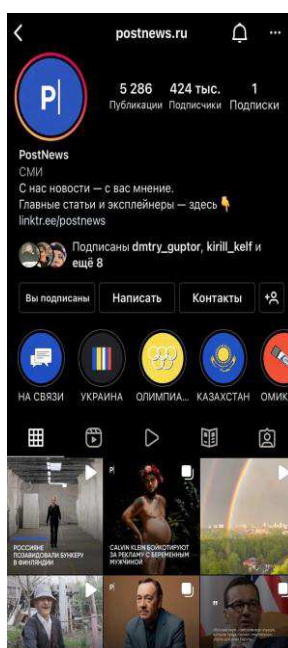 postnews.ru
P
5 286 424 тыс. 1
Публикации Подписчики Подписки
PostNews
СМИ
С нас новости — с вас мнение.
Главные статьи и эксплейнеры — здесь 👇
linktr.ee/postnews
Подписаны dmtry_guptor, kirill_kelf и
ещё 8
Вы подписаны Написать Контакты
НА СВЯЗИ УКРАИНА ОЛИМПИА... КАЗАХСТАН ОМИК
РОССИЯНЕ
ПОЗАВИДОВАЛИ БУНКЕРУ
В ФИНЛЯНДИИ
P
CALVIN KLEIN БОЙКОТИРУЮТ
ЗА РЕКЛАМУ С БЕРЕМЕННЫМ
МУЖЧИНОЙ
P